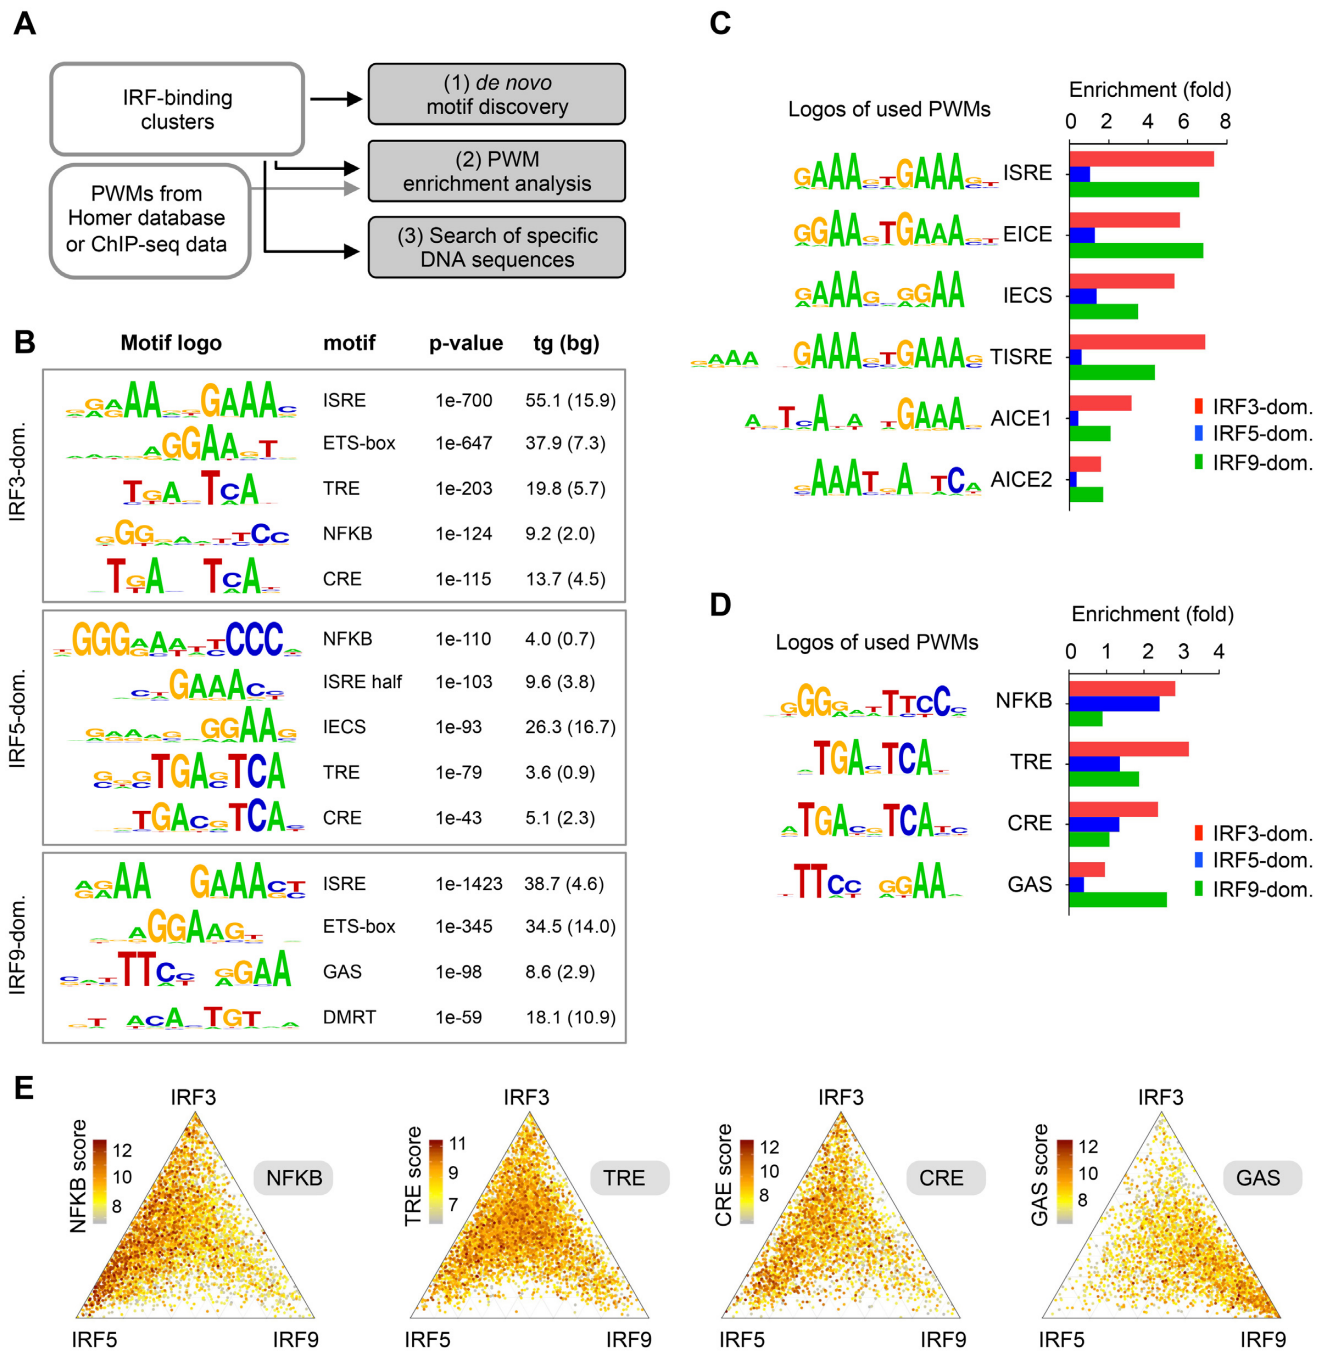 A
IRF-binding
clusters
PWMs from
Homer database
or ChIP-seq data
(1) de novo
motif discovery
(2) PWM
enrichment analysis
(3) Search of specific
DNA sequences
B
Motif logo motif p-value tg (bg)
IRF3-dom.
ISRE 1e-700 55.1 (15.9)
ETS-box 1e-647 37.9 (7.3)
TRE 1e-203 19.8 (5.7)
NFKB 1e-124 9.2 (2.0)
CRE 1e-115 13.7 (4.5)
IRF5-dom.
NFKB 1e-110 4.0 (0.7)
ISRE half 1e-103 9.6 (3.8)
IECS 1e-93 26.3 (16.7)
TRE 1e-79 3.6 (0.9)
CRE 1e-43 5.1 (2.3)
IRF9-dom.
ISRE 1e-1423 38.7 (4.6)
ETS-box 1e-345 34.5 (14.0)
GAS 1e-98 8.6 (2.9)
DMRT 1e-59 18.1 (10.9)
C
Enrichment (fold)
Logos of used PWMs
0 2 4 6 8
ISRE
EICE
IECS
TISRE
AICE1
AICE2
IRF3-dom.
IRF5-dom.
IRF9-dom.
D
Enrichment (fold)
Logos of used PWMs
0 1 2 3 4
NFKB
TRE
CRE
GAS
IRF3-dom.
IRF5-dom.
IRF9-dom.
E
IRF3
NFKB score
12
10
8
NFKB
IRF5 IRF9
IRF3
TRE score
11
9
7
TRE
IRF5 IRF9
IRF3
CRE score
12
10
8
CRE
IRF5 IRF9
IRF3
GAS score
12
10
8
GAS
IRF5 IRF9